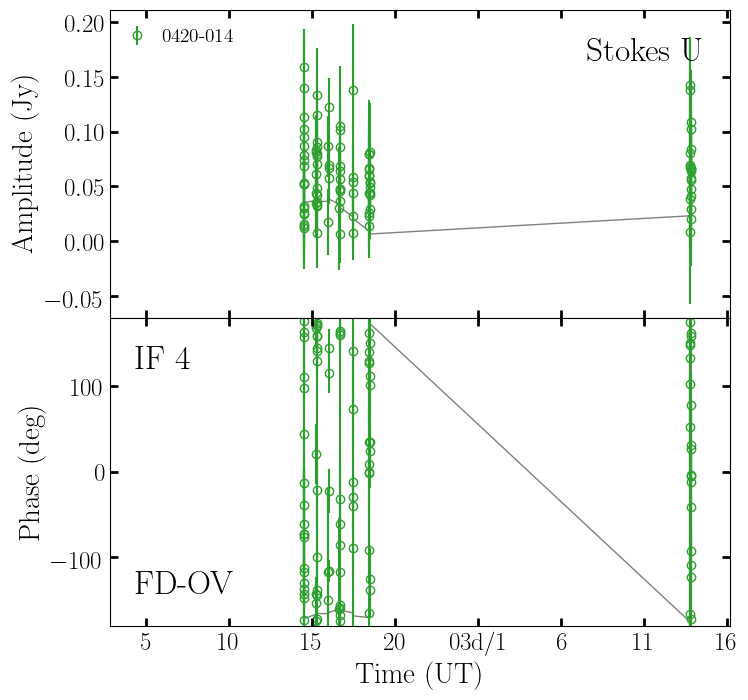 0420-014
Stokes U
0.20
0.15
0.10
0.05
0.00
−0.05
Amplitude (Jy)
IF 4
100
0
−100
Phase (deg)
FD-OV
5 10 15 20 03d/1 6 11 16
Time (UT)